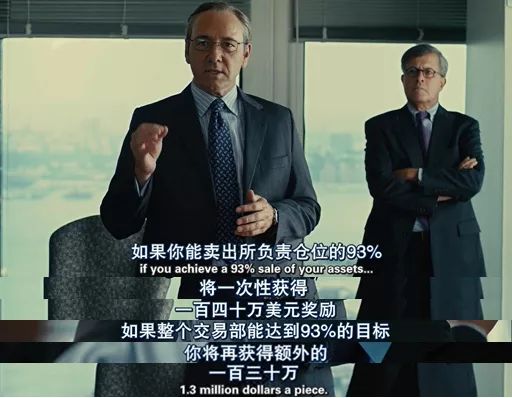 如果你能卖出所负责仓位的93%
if you achieve a 93% sale of your assets...
将一次性获得
一百四十万美元奖励
如果整个交易部能达到93%的目标
你将再获得额外的
一百三十万
1.3 million dollars a piece.